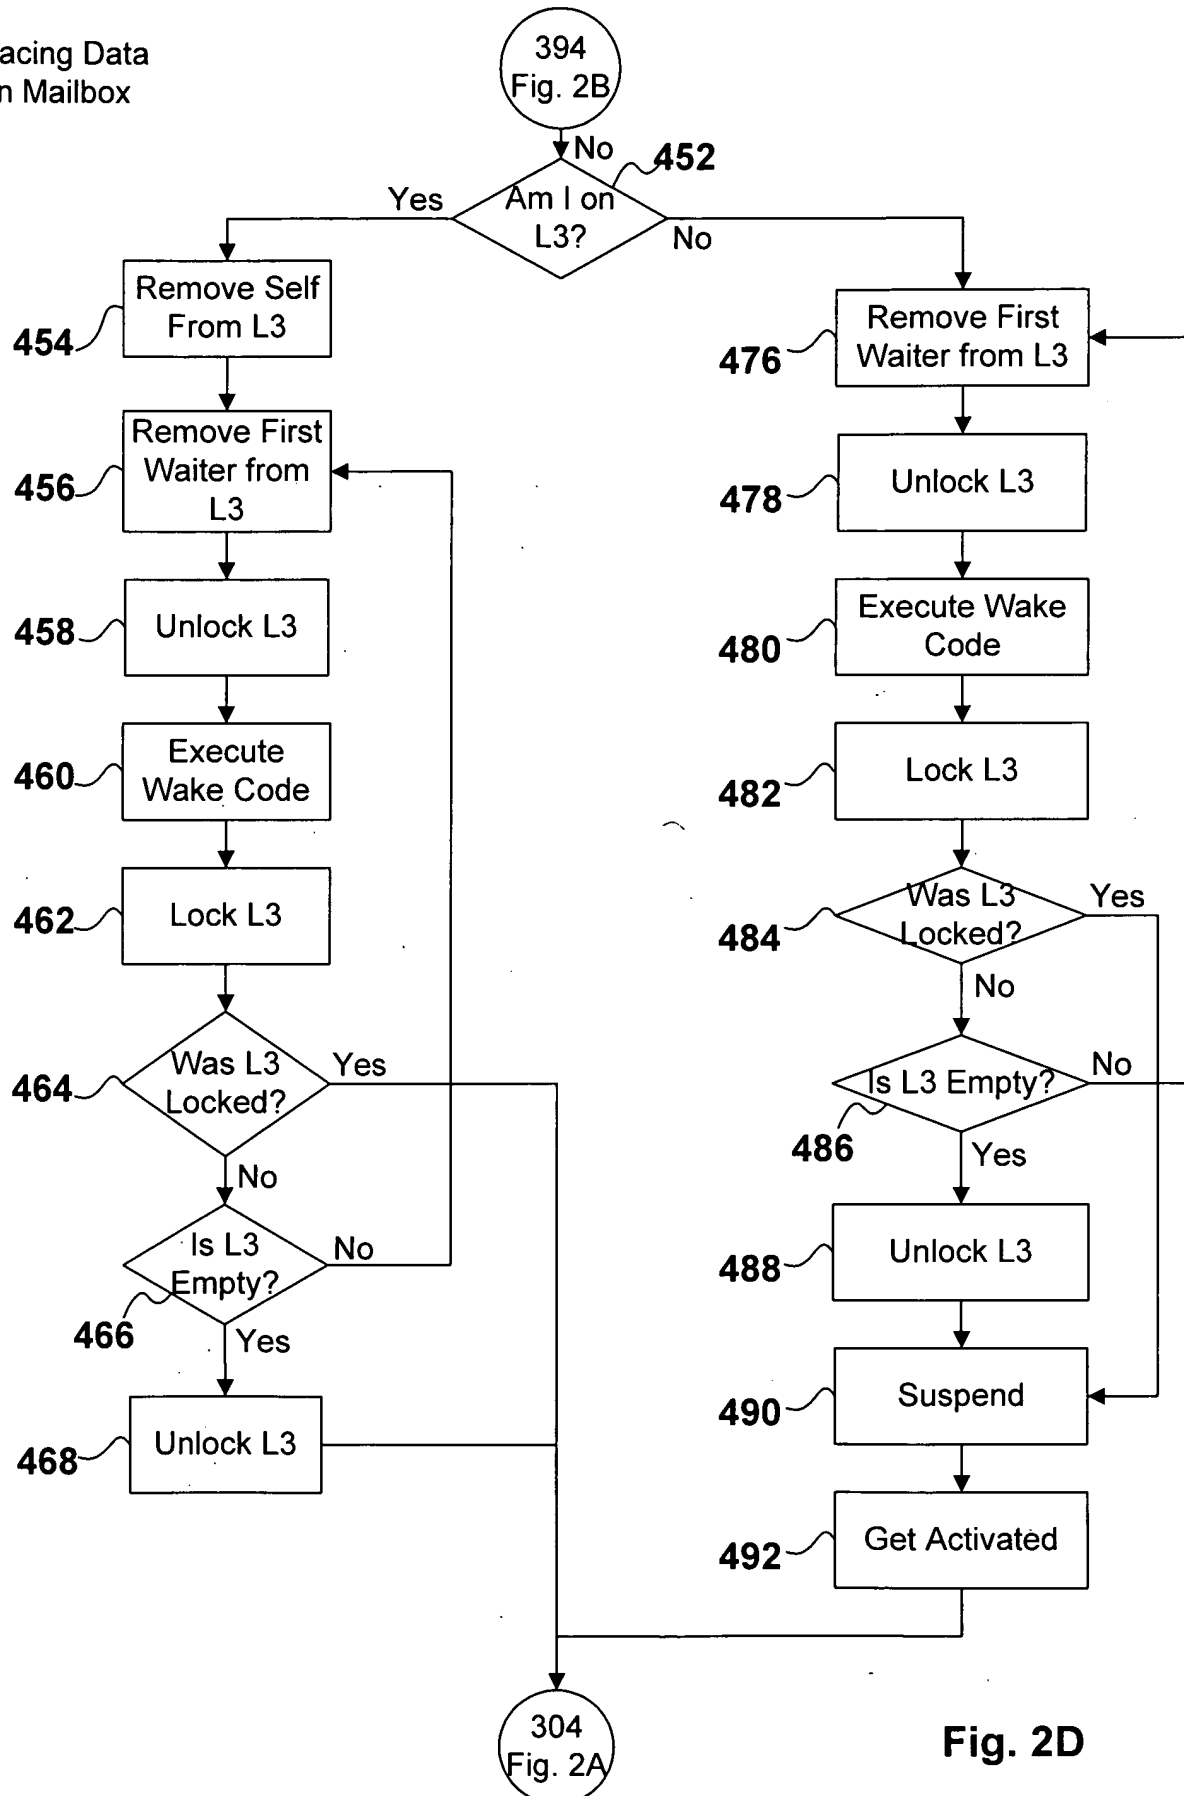 acing Data
n Mailbox
394
Fig. 2B
No
452
Yes
Am I on
L3?
No
Remove Self
From L3
454
Remove First
Waiter from
L3
456
Unlock L3
458
Execute
Wake Code
460
Lock L3
462
Was L3
Locked?
Yes
464
No
Is L3
Empty?
No
466
Yes
Unlock L3
468
Remove First
Waiter from L3
476
Unlock L3
478
Execute Wake
Code
480
Lock L3
482
Was L3
Locked?
Yes
484
No
Is L3 Empty?
No
486
Yes
Unlock L3
488
Suspend
490
Get Activated
492
304
Fig. 2A
Fig. 2D